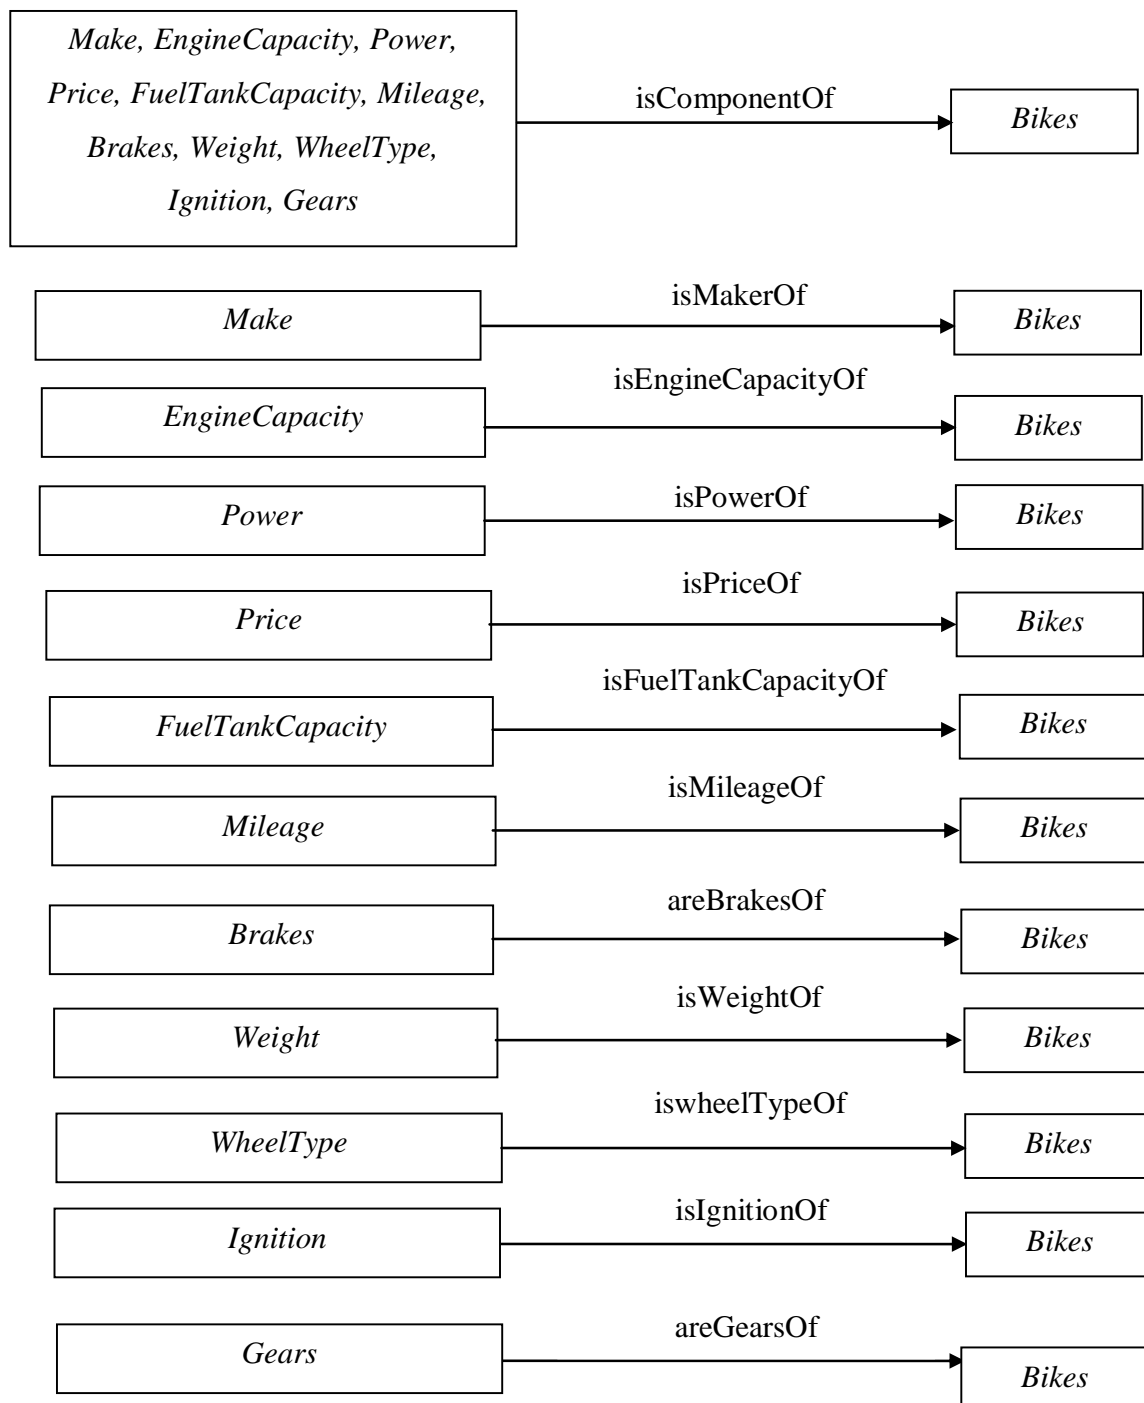 Make, EngineCapacity, Power,
Price, FuelTankCapacity, Mileage,
Brakes, Weight, WheelType,
Ignition, Gears
isComponentOf
Bikes
Make
isMakerOf
Bikes
EngineCapacity
isEngineCapacityOf
Bikes
Power
isPowerOf
Bikes
Price
isPriceOf
Bikes
FuelTankCapacity
isFuelTankCapacityOf
Bikes
Mileage
isMileageOf
Bikes
Brakes
areBrakesOf
Bikes
Weight
isWeightOf
Bikes
WheelType
iswheelTypeOf
Bikes
Ignition
isIgnitionOf
Bikes
Gears
areGearsOf
Bikes